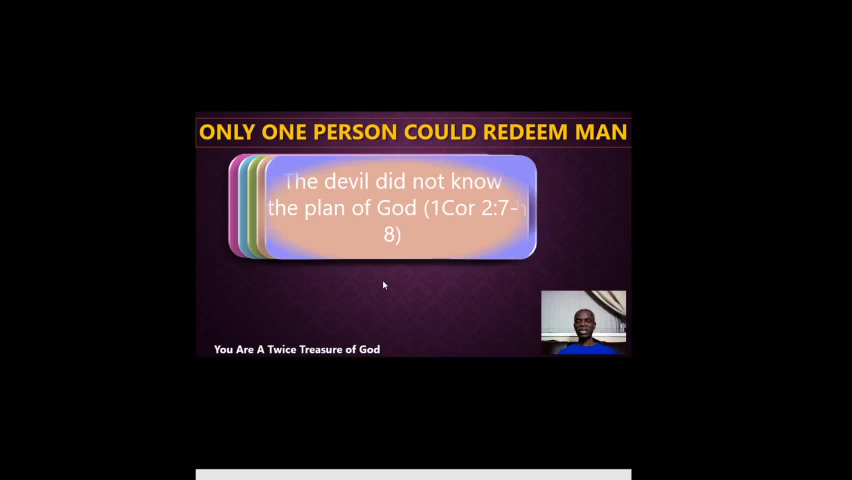 ONLY ONE PERSON COULD REDEEM MAN
The devil did not know
the plan of God (1Cor 2:7-
8)
You Are A Twice Treasure of God